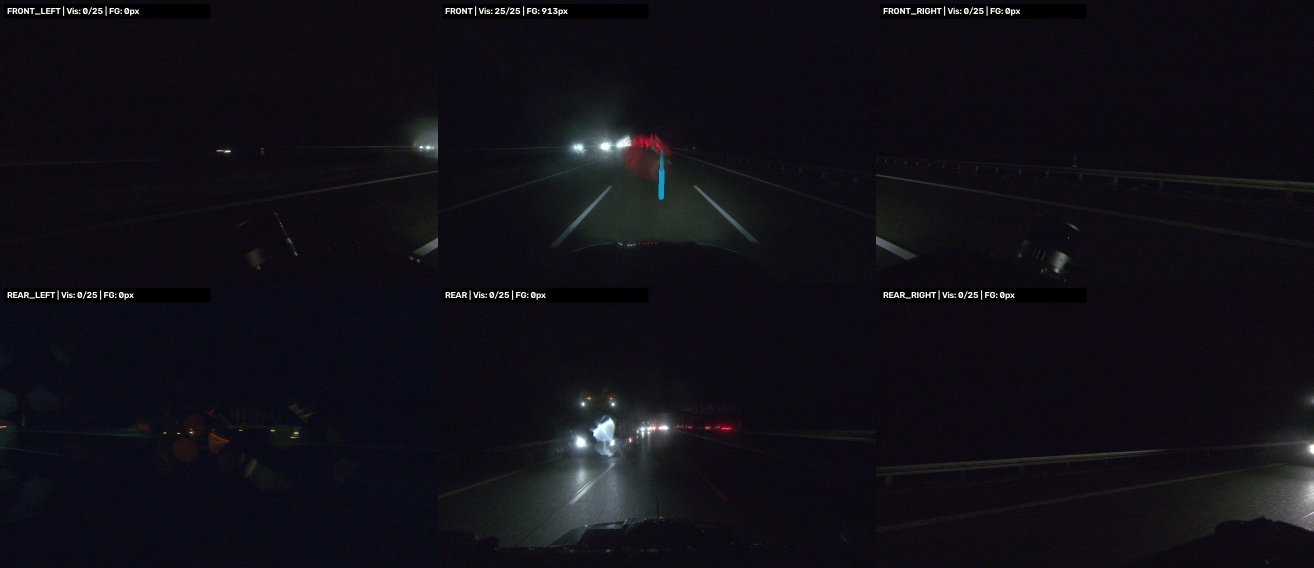 FRONT_LEFT | Vis: 0/25 | FG: 0px
FRONT | Vis: 25/25 | FG: 913px
FRONT_RIGHT | Vis: 0/25 | FG: 0px
REAR_LEFT | Vis: 0/25 | FG: 0px
REAR | Vis: 0/25 | FG: 0px
REAR_RIGHT | Vis: 0/25 | FG: 0px